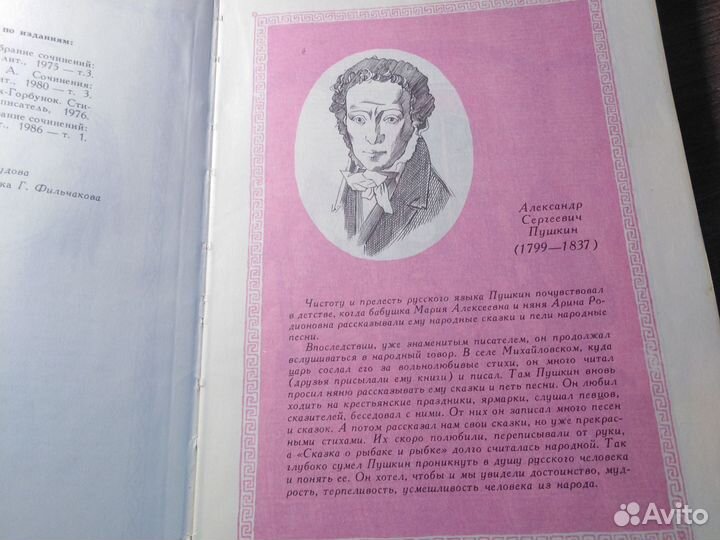 по изданиям:
брание сочинений:
лит., 1975 — т. 3.
А. Сочинения:
ит., 1980 — т. 3.
к-Горбунок. Сти-
писатель, 1976.
рание сочинений:
т., 1986 — т. 1.
удова
ка Г. Фильчакова
Александр
Сергеевич
Пушкин
(1799—1837)
Чистоту и прелесть русского языка Пушкин почувствовал
в детстве, когда бабушка Мария Алексеевна и няня Арина Ро-
дионовна рассказывали ему народные сказки и пели народные
песни.
Впоследствии, уже знаменитым писателем, он продолжал
вслушиваться в народный говор. В селе Михайловском, куда
царь сослал его за вольнолюбивые стихи, он много читал
(друзья присылали ему книги) и писал. Там Пушкин вновь
просил няню рассказывать ему сказки и петь песни. Он любил
ходить на крестьянские праздники, ярмарки, слушал певцов,
сказителей, беседовал с ними. От них он записал много песен
и сказок. А потом рассказал нам свои сказки, но уже прекрас-
ными стихами. Их скоро полюбили, переписывали от руки,
а «Сказка о рыбаке и рыбке» долго считалась народной. Так
глубоко сумел Пушкин проникнуть в душу русского человека
и понять ее. Он хотел, чтобы и мы увидели достоинство, муд-
рость, терпеливость, усмешливость человека из народа.
Avito